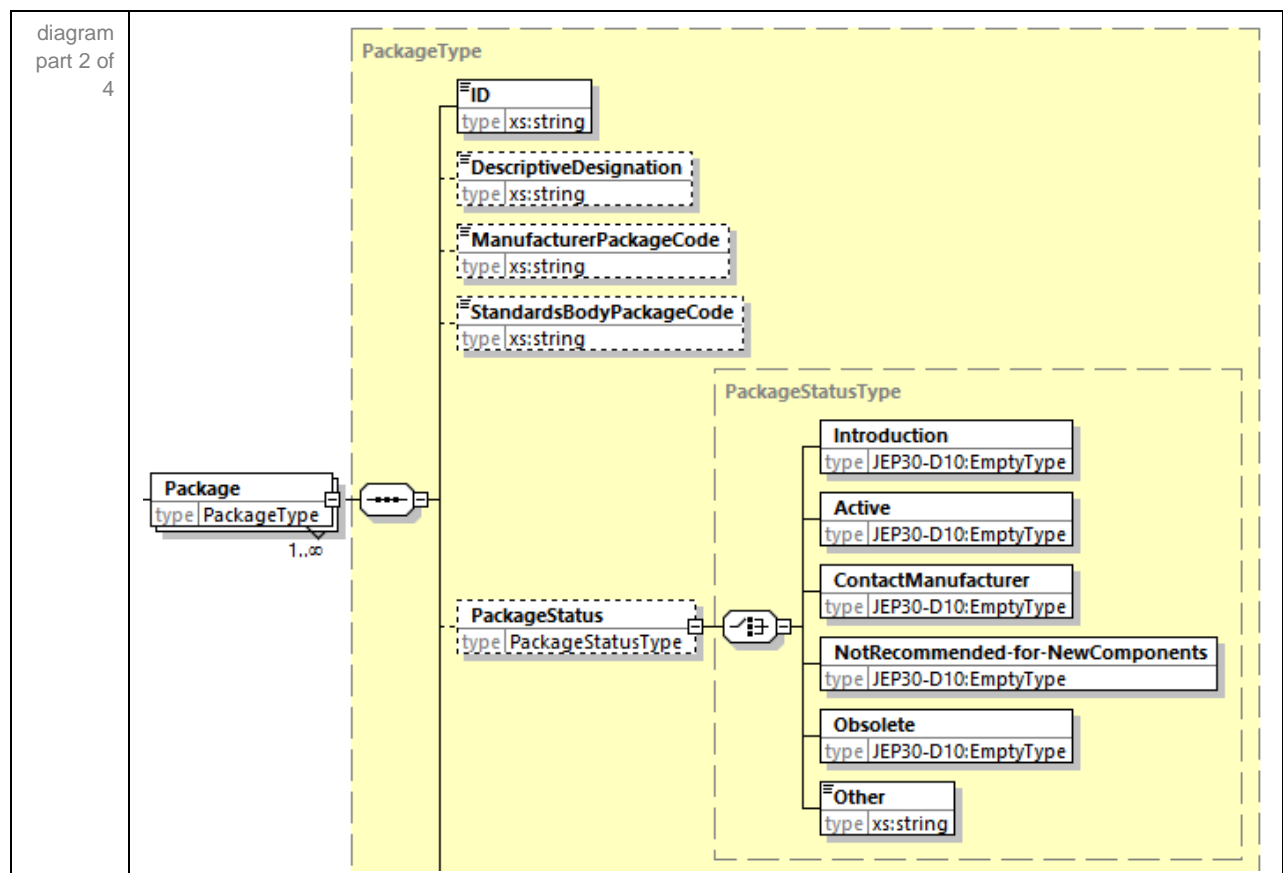 diagram
part 2 of
4
PackageType
ID
type xs:string
DescriptiveDesignation
type xs:string
ManufacturerPackageCode
type xs:string
StandardsBodyPackageCode
type xs:string
PackageStatusType
Introduction
type JEP30-D10:EmptyType
Package
type PackageType
1..∞
Active
type JEP30-D10:EmptyType
ContactManufacturer
type JEP30-D10:EmptyType
PackageStatus
type PackageStatusType
NotRecommended-for-NewComponents
type JEP30-D10:EmptyType
Obsolete
type JEP30-D10:EmptyType
Other
type xs:string